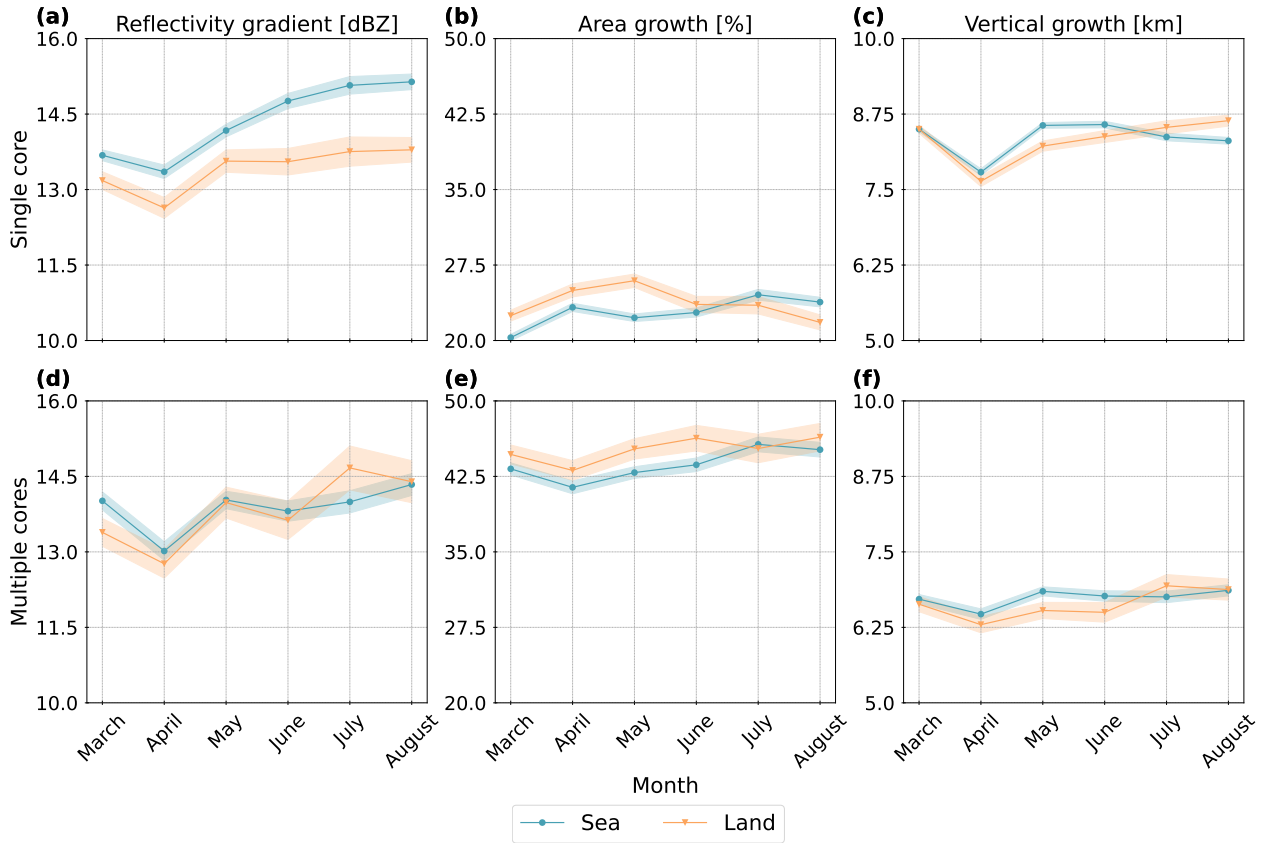 (a) Reflectivity gradient [dBZ]
(b) Area growth [%]
(c) Vertical growth [km]
Single core
16.0
14.5
13.0
11.5
10.0
50.0
42.5
35.0
27.5
20.0
10.0
8.75
7.5
6.25
5.0
(d)
(e)
(f)
Multiple cores
16.0
14.5
13.0
11.5
10.0
50.0
42.5
35.0
27.5
20.0
10.0
8.75
7.5
6.25
5.0
March April May June July August
March April May June July August
March April May June July August
Month
Sea Land